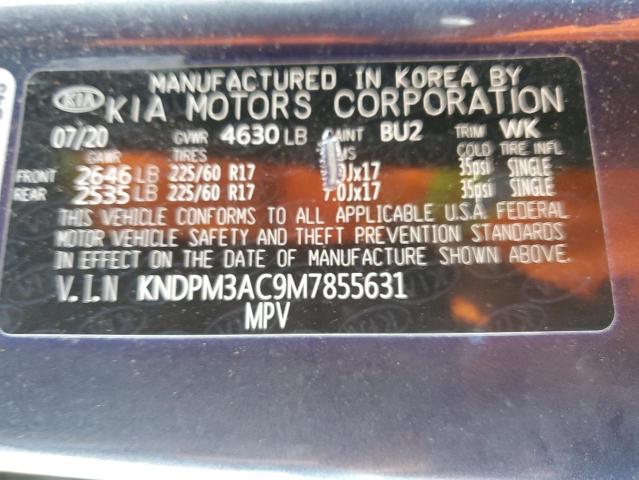 MANUFACTURED IN KOREA BY
KIA KIA MOTORS CORPORATION
07/20 GVWR 4630 LB PAINT BU2 TRIM WK
GAWR TIRES COLD TIRE INFL
FRONT 2646 LB 225/60 R17 35psi SINGLE
REAR 2535 LB 225/60 R17 7.0Jx17 35psi SINGLE
THIS VEHICLE CONFORMS TO ALL APPLICABLE U.S.A. FEDERAL
MOTOR VEHICLE SAFETY AND THEFT PREVENTION STANDARDS
IN EFFECT ON THE DATE OF MANUFACTURE SHOWN ABOVE.
V.I.N KNDPM3AC9M7855631
MPV